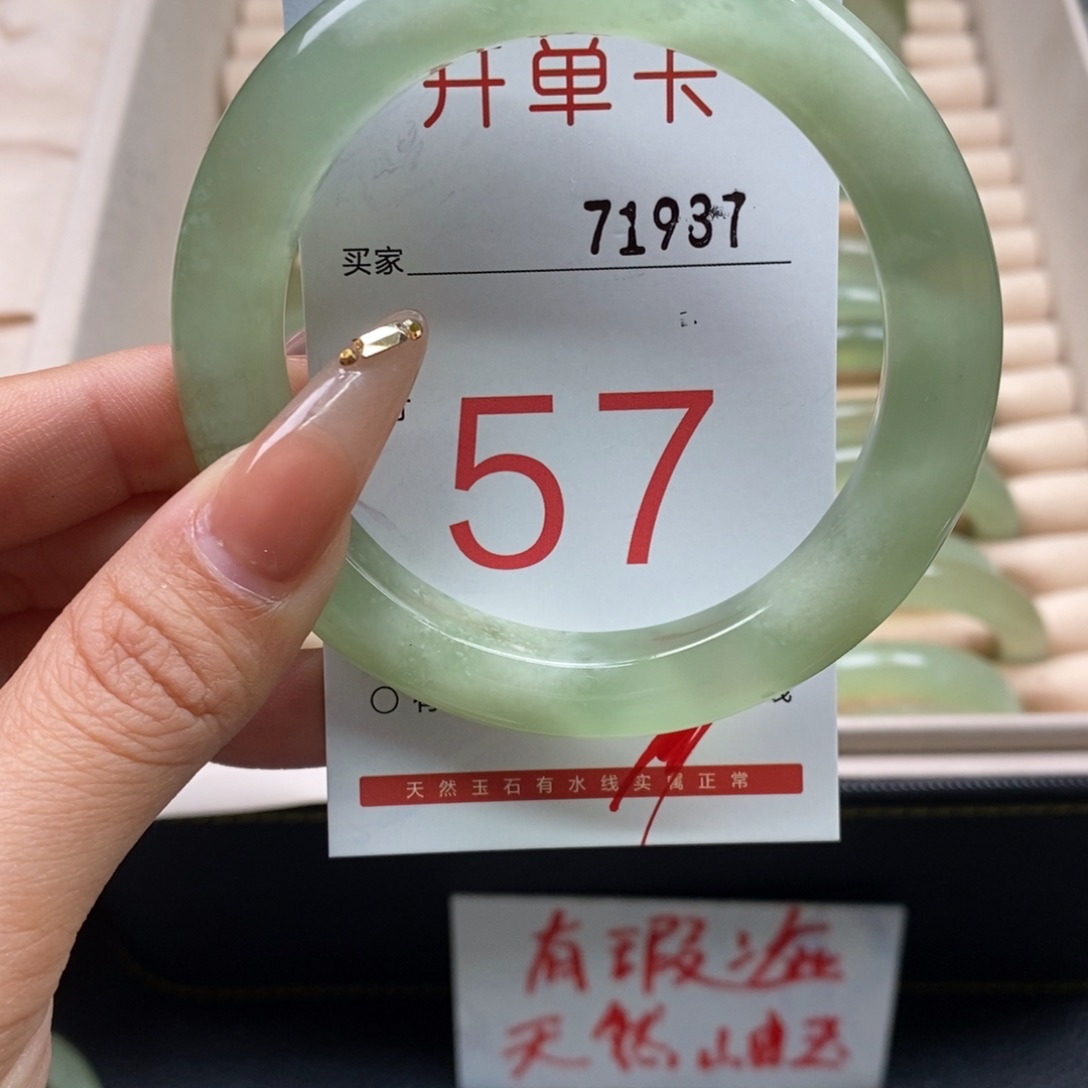 开单卡
71937
买家
57
天然玉石有水线实属正常
有瑕疵
天然